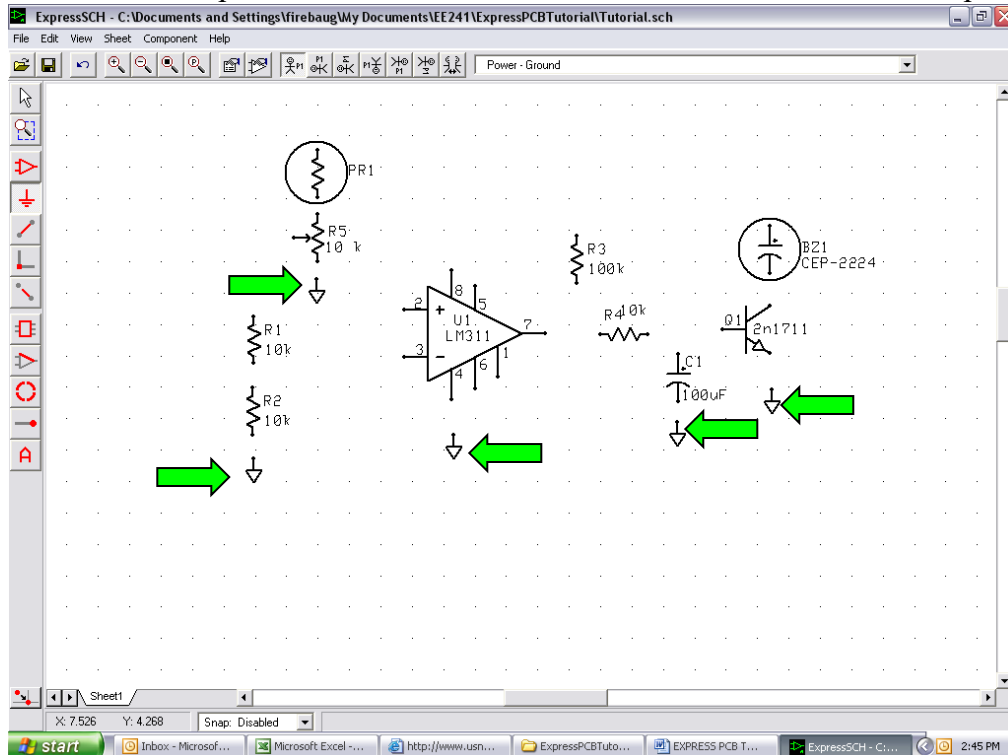 ExpressSCH - C:\Documents and Settings\firebaug\My Documents\EE241\ExpressPCBTutorial\Tutorial.sch
File Edit View Sheet Component Help
Power - Ground
PR1
R5
10 k
R3
100k
BZ1
CEP-2224
2 8 5
U1
LM311
7
3 1
6
4
R4 10k
Q1 2n1711
R1
10k
C1
100uF
R2
10k
A
Sheet1
X: 7.526 Y: 4.268 Snap: Disabled
start Inbox - Microsof... Microsoft Excel -... http://www.usn... ExpressPCBTuto... EXPRESS PCB T... ExpressSCH - C:... 2:45 PM